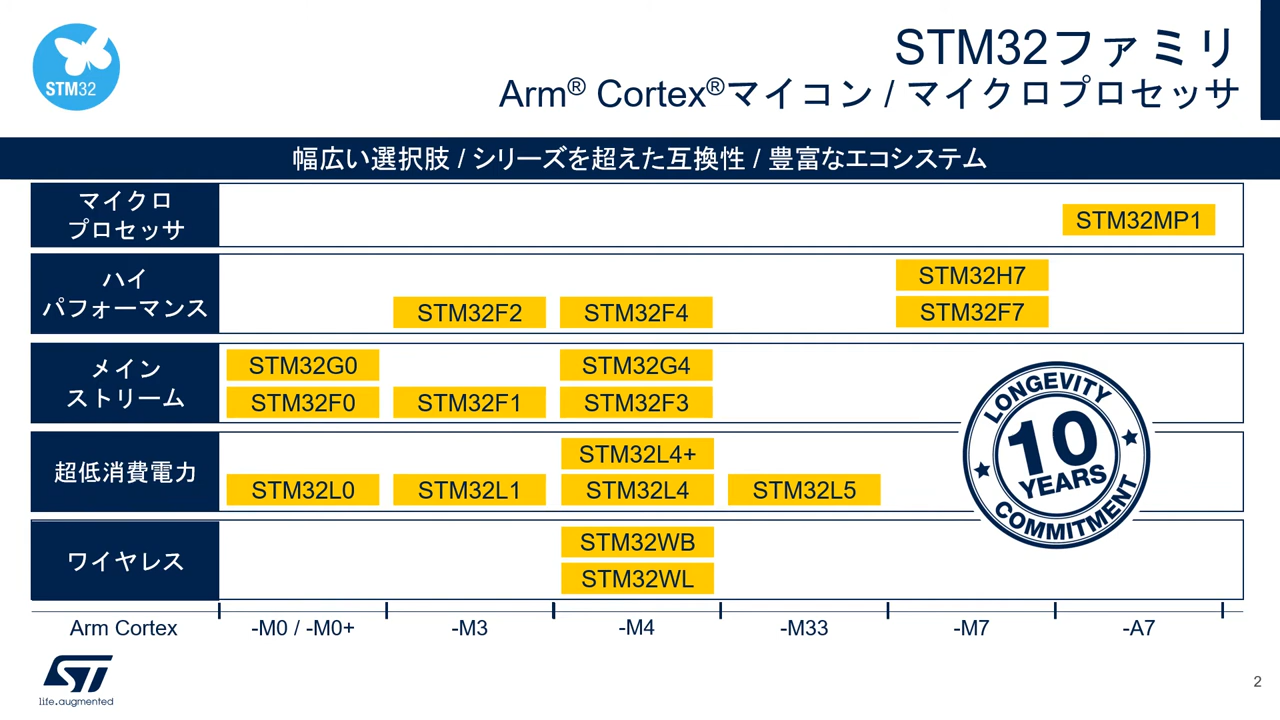 STM32
STM32ファミリ
Arm® Cortex®マイコン / マイクロプロセッサ
幅広い選択肢 / シリーズを超えた互換性 / 豊富なエコシステム
マイクロ
プロセッサ
STM32MP1
ハイ
パフォーマンス
STM32H7
STM32F2
STM32F4
STM32F7
メイン
ストリーム
STM32G0
STM32G4
STM32F0
STM32F1
STM32F3
超低消費電力
STM32L4+
STM32L0
STM32L1
STM32L4
STM32L5
LONGEVITY
10
YEARS
COMMITMENT
ワイヤレス
STM32WB
STM32WL
Arm Cortex
-M0 / -M0+
-M3
-M4
-M33
-M7
-A7
ST
life.augmented
2